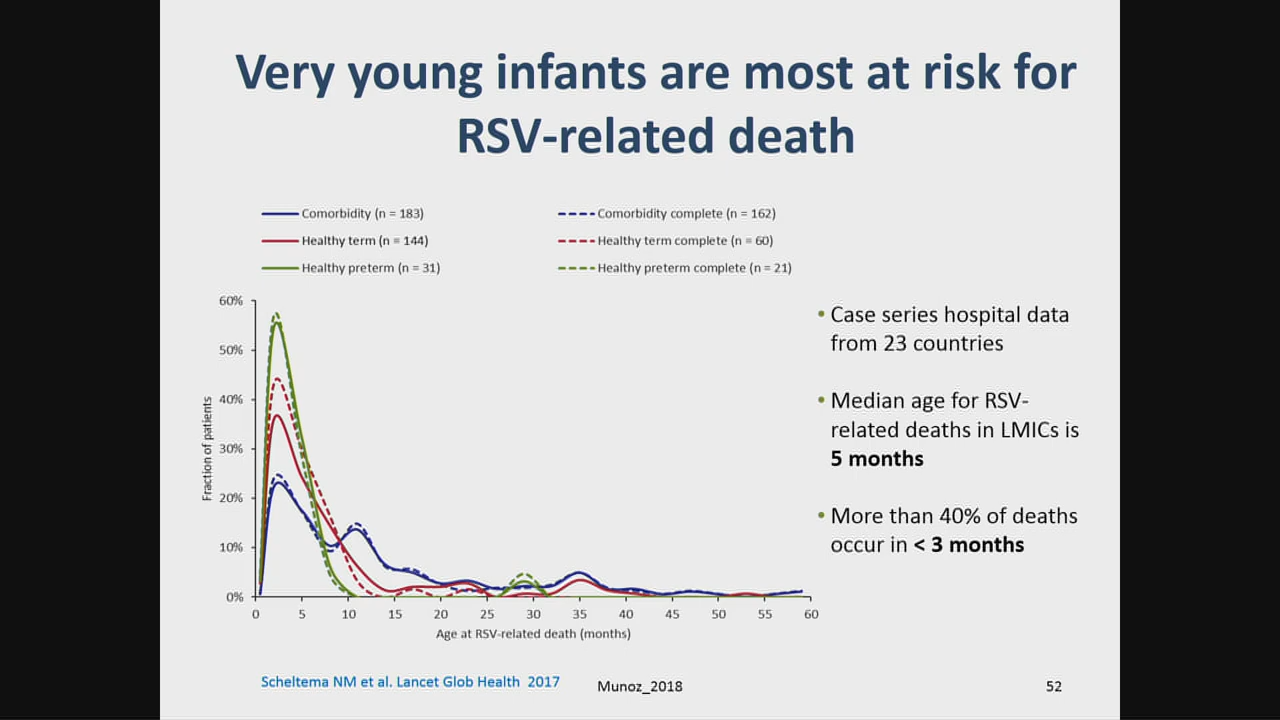 Very young infants are most at risk for
RSV-related death
Comorbidity (n = 183)
Comorbidity complete (n = 162)
Healthy term (n = 144)
Healthy term complete (n = 60)
Healthy preterm (n = 31)
Healthy preterm complete (n = 21)
Fraction of patients
60%
50%
40%
30%
20%
10%
0%
0 5 10 15 20 25 30 35 40 45 50 55 60
Age at RSV-related death (months)
• Case series hospital data
from 23 countries
• Median age for RSV-
related deaths in LMICs is
5 months
• More than 40% of deaths
occur in < 3 months
Scheltema NM et al. Lancet Glob Health 2017
Munoz_2018
52